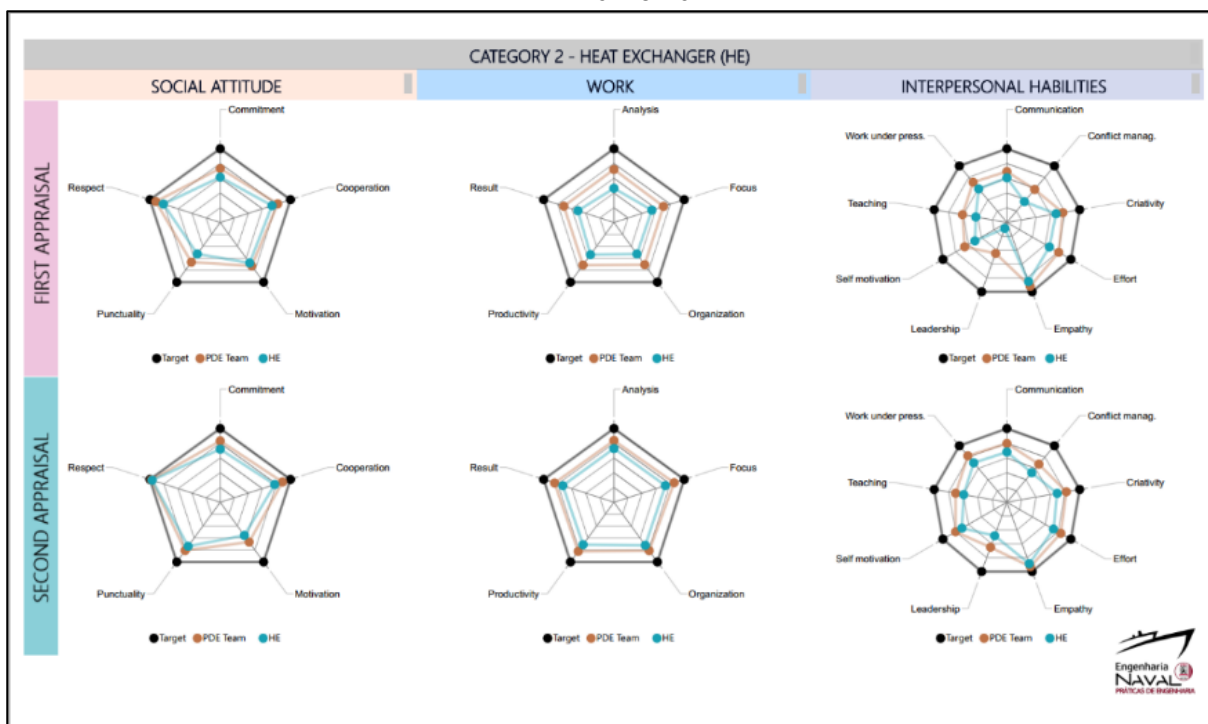 CATEGORY 2 - HEAT EXCHANGER (HE)
SOCIAL ATTITUDE
WORK
INTERPERSONAL HABILITIES
FIRST APPRAISAL
Commitment
Respect
Cooperation
Punctuality
Motivation
Target PDE Team HE
Analysis
Result
Focus
Productivity
Organization
Target PDE Team HE
Communication
Work under press.
Conflict manag.
Teaching
Criativity
Self motivation
Effort
Leadership
Empathy
Target PDE Team HE
SECOND APPRAISAL
Commitment
Respect
Cooperation
Punctuality
Motivation
Target PDE Team HE
Analysis
Result
Focus
Productivity
Organization
Target PDE Team HE
Communication
Work under press.
Conflict manag.
Teaching
Criativity
Self motivation
Effort
Leadership
Empathy
Target PDE Team HE
Engenharia
NAVAL
PRÁTICAS DE ENGENHARIA